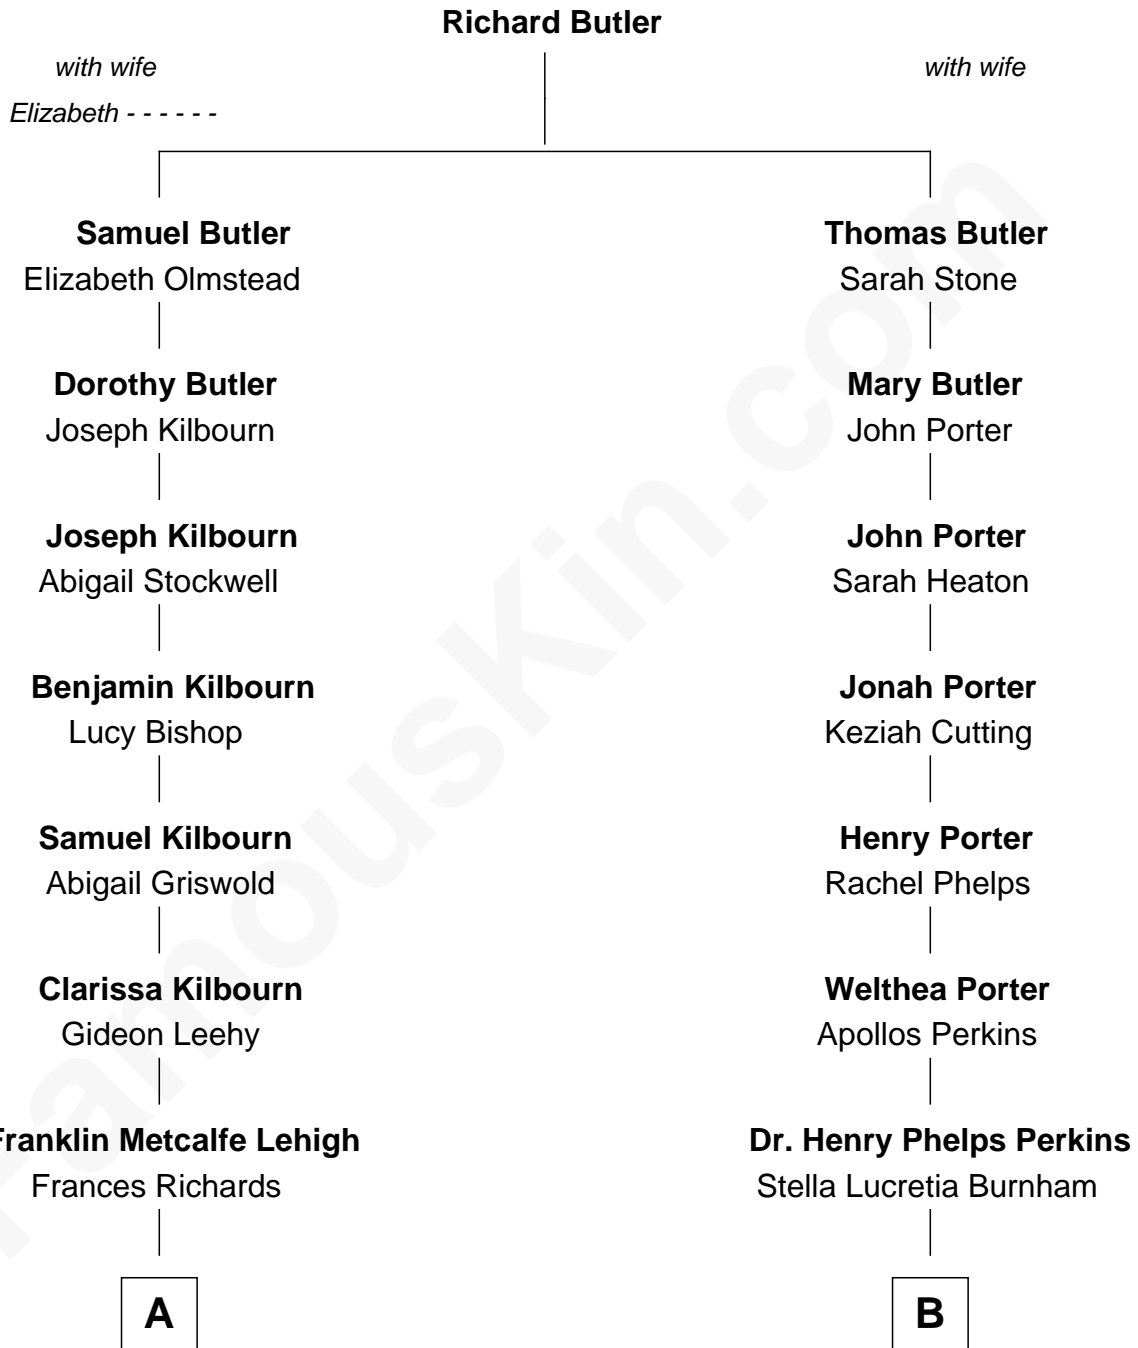 Richard Butler
with wife
with wife
Elizabeth - - - - - -
Samuel Butler
Elizabeth Olmstead
Thomas Butler
Sarah Stone
Dorothy Butler
Joseph Kilbourn
Mary Butler
John Porter
Joseph Kilbourn
Abigail Stockwell
John Porter
Sarah Heaton
Benjamin Kilbourn
Lucy Bishop
Jonah Porter
Keziah Cutting
Samuel Kilbourn
Abigail Griswold
Henry Porter
Rachel Phelps
Clarissa Kilbourn
Gideon Leehy
Welthea Porter
Apollos Perkins
Franklin Metcalfe Lehigh
Frances Richards
Dr. Henry Phelps Perkins
Stella Lucretia Burnham
A
B
FamousKin.com